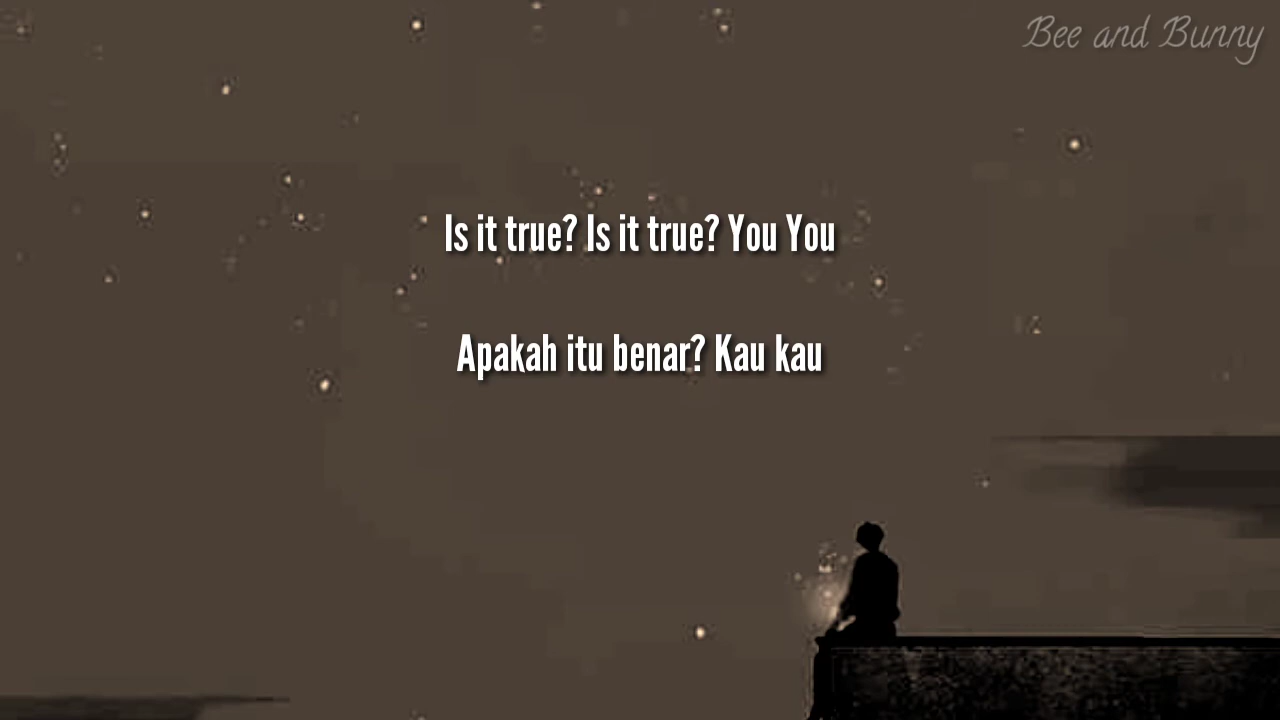 Bee and Bunny
Is it true? Is it true? You You
Apakah itu benar? Kau kau